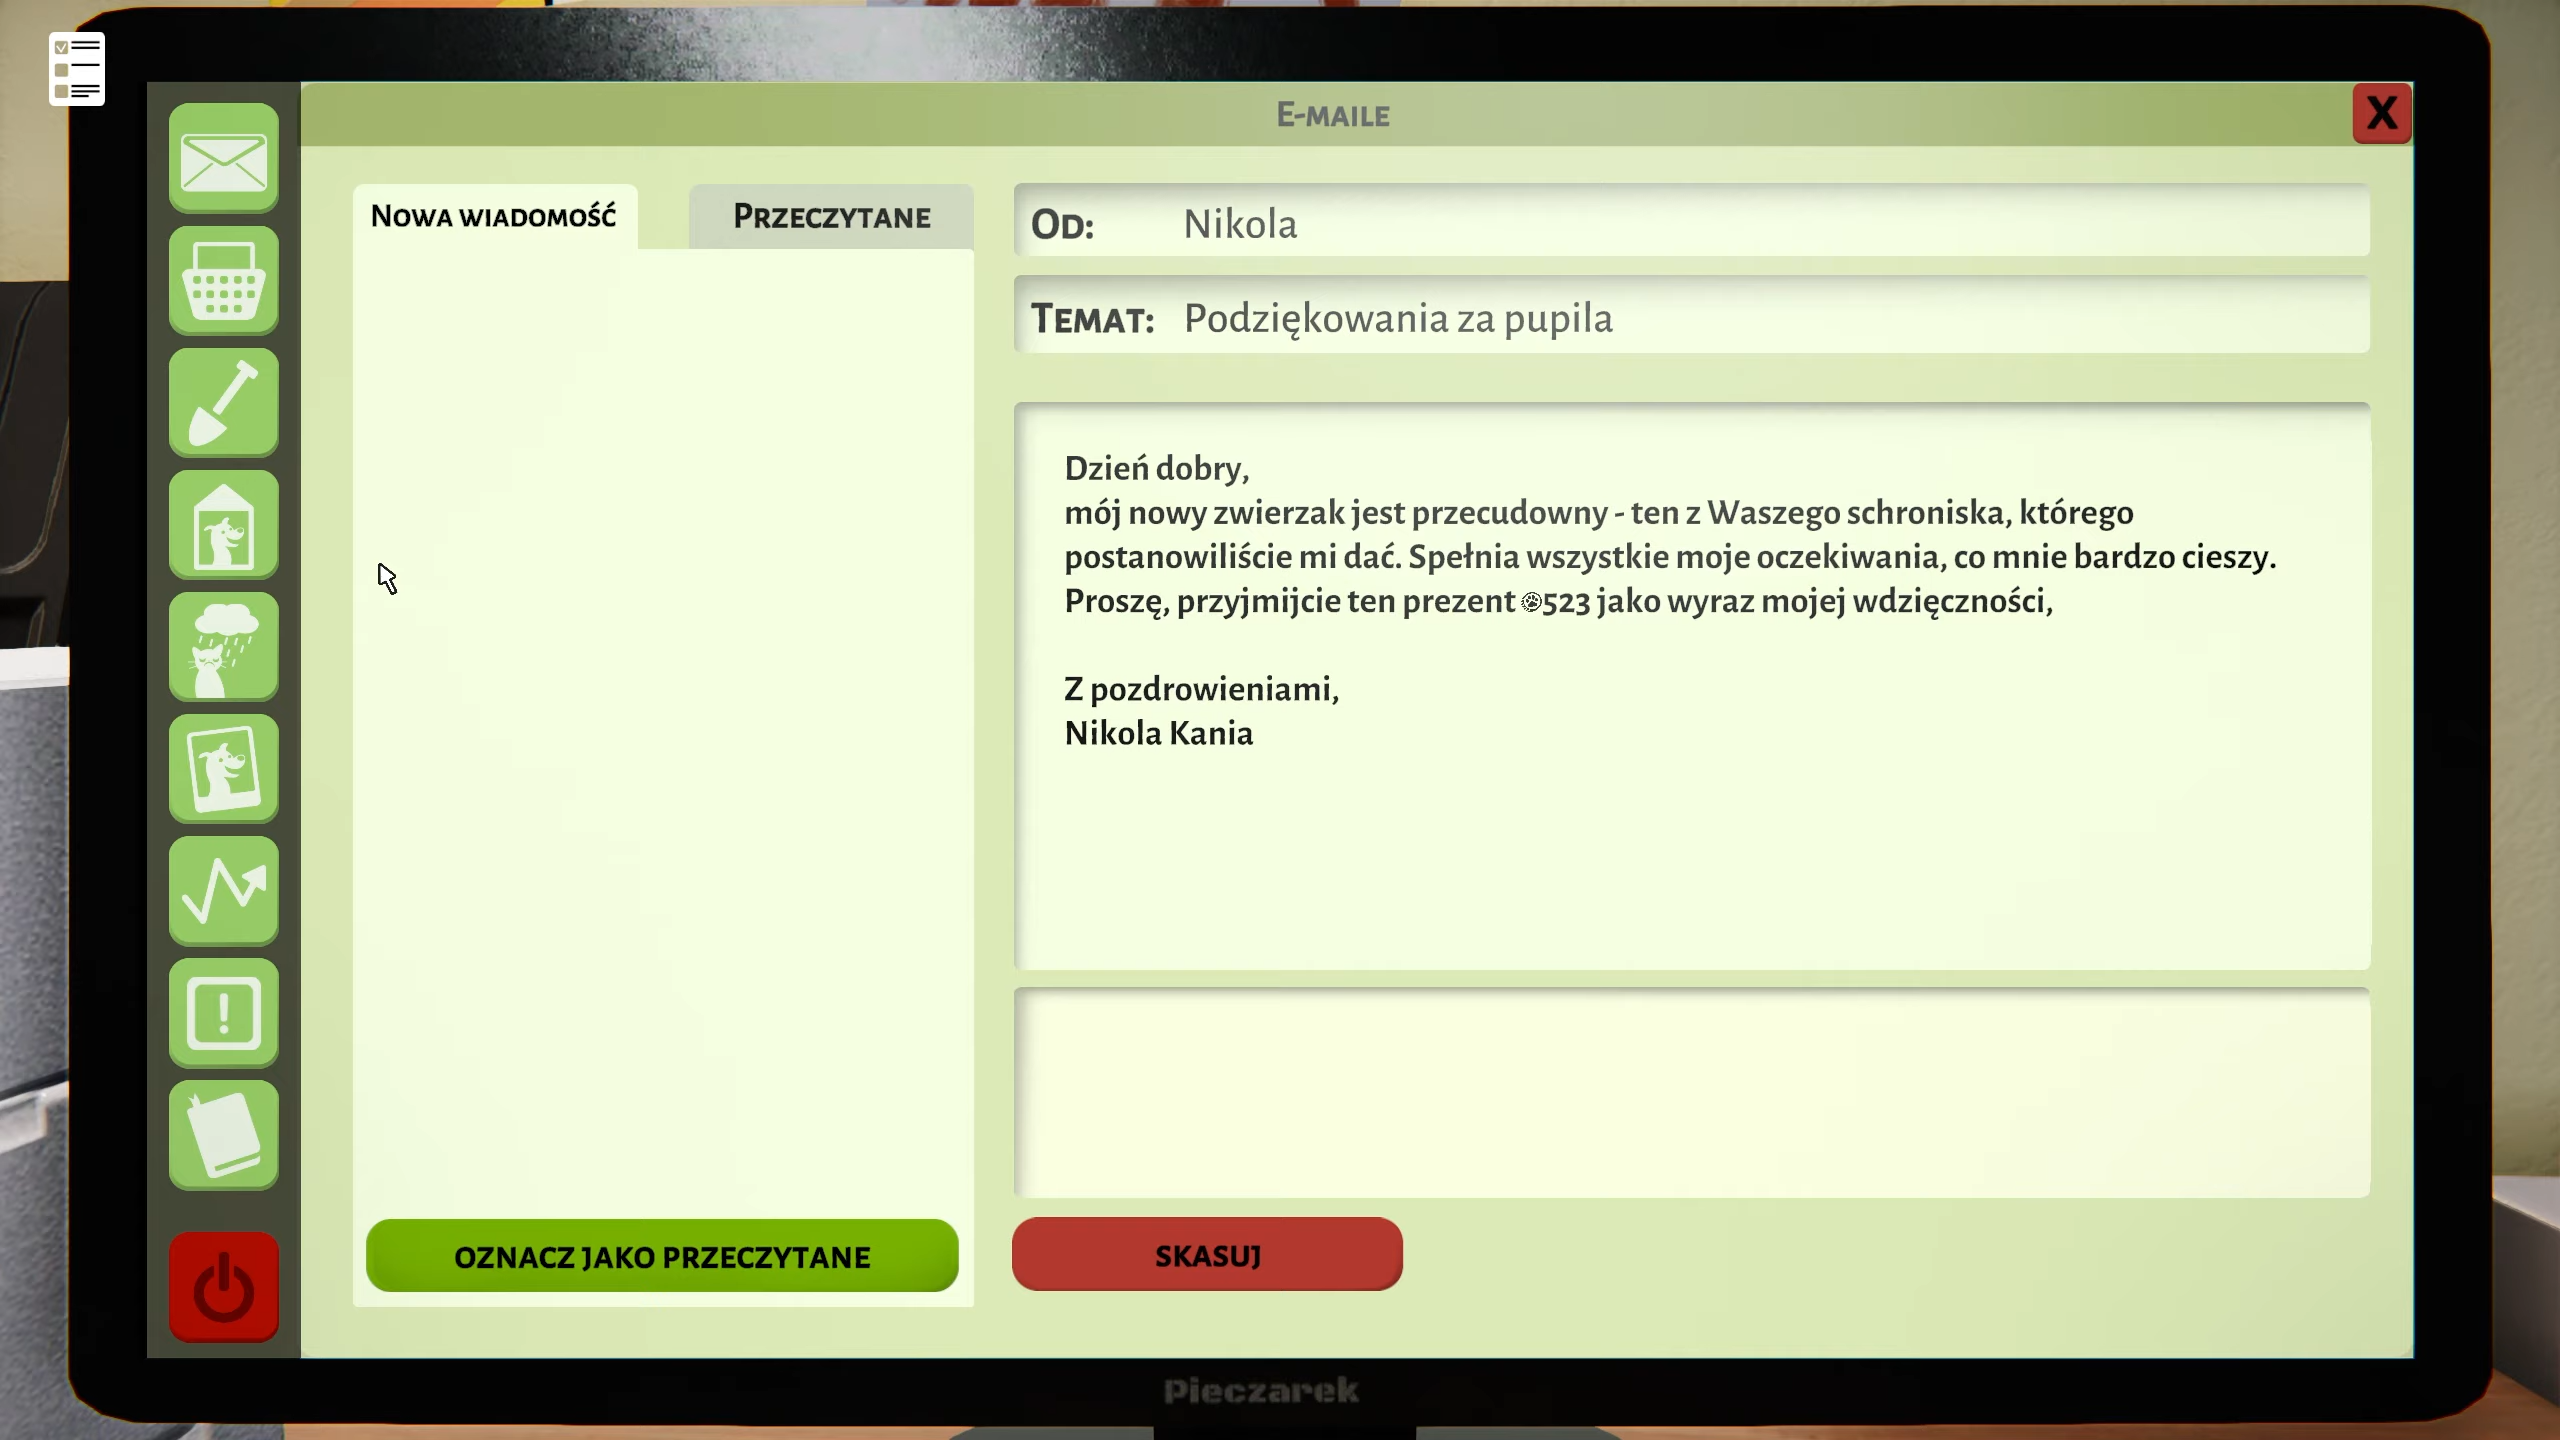 E-MAILE
X
NOWA WIADOMOŚĆ
PRZECZYTANE
OD: Nikola
TEMAT: Podziękowania za pupila
Dzień dobry,
mój nowy zwierzak jest przecudowny - ten z Waszego schroniska, którego
postanowiliście mi dać. Spełnia wszystkie moje oczekiwania, co mnie bardzo cieszy.
Proszę, przyjmijcie ten prezent 523 jako wyraz mojej wdzięczności,
Z pozdrowieniami,
Nikola Kania
OZNACZ JAKO PRZECZYTANE
SKASUJ
Pieczarek